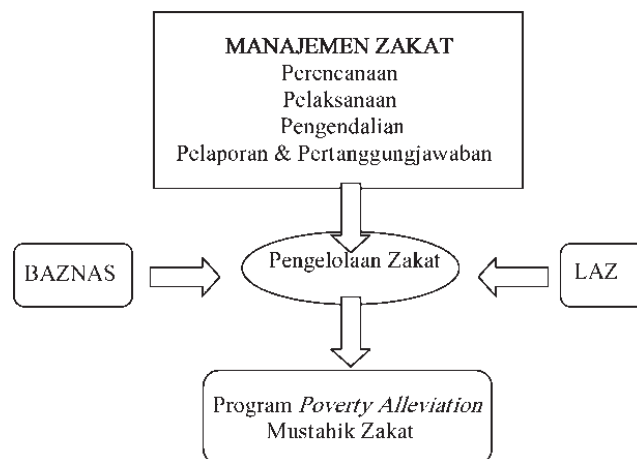 MANAJEMEN ZAKAT
Perencanaan
Pelaksanaan
Pengendalian
Pelaporan & Pertanggungjawaban
Pengelolaan Zakat
BAZNAS
LAZ
Program Poverty Alleviation
Mustahik Zakat